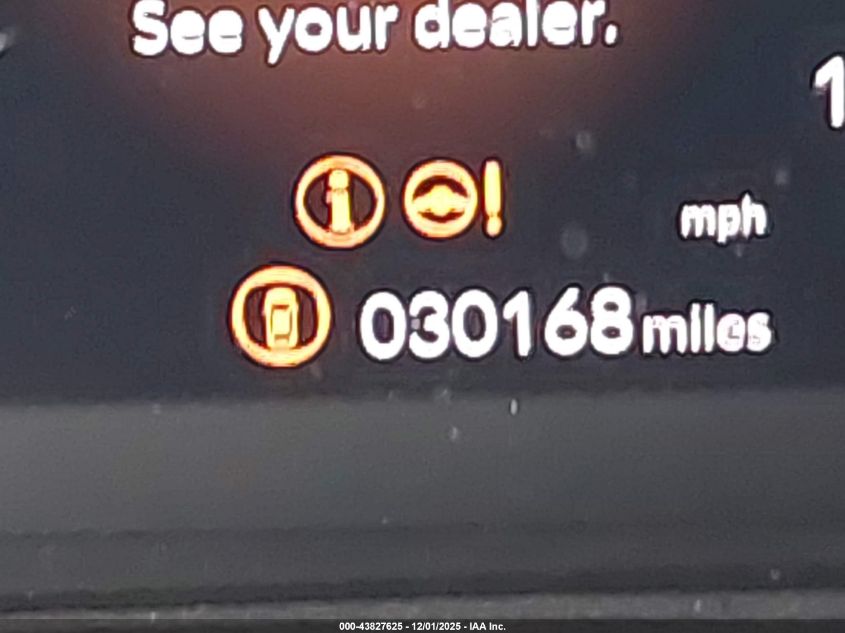 See your dealer.
1
mph
030168 miles
000-43827625 - 12/01/2025 - IAA Inc.